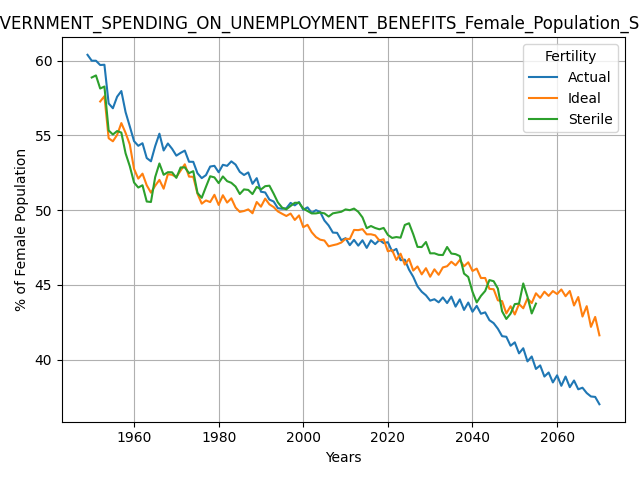 VERNMENT_SPENDING_ON_UNEMPLOYMENT_BENEFITS_Female_Population_S
Fertility
Actual
Ideal
Sterile
% of Female Population
60
55
50
45
40
1960 1980 2000 2020 2040 2060
Years